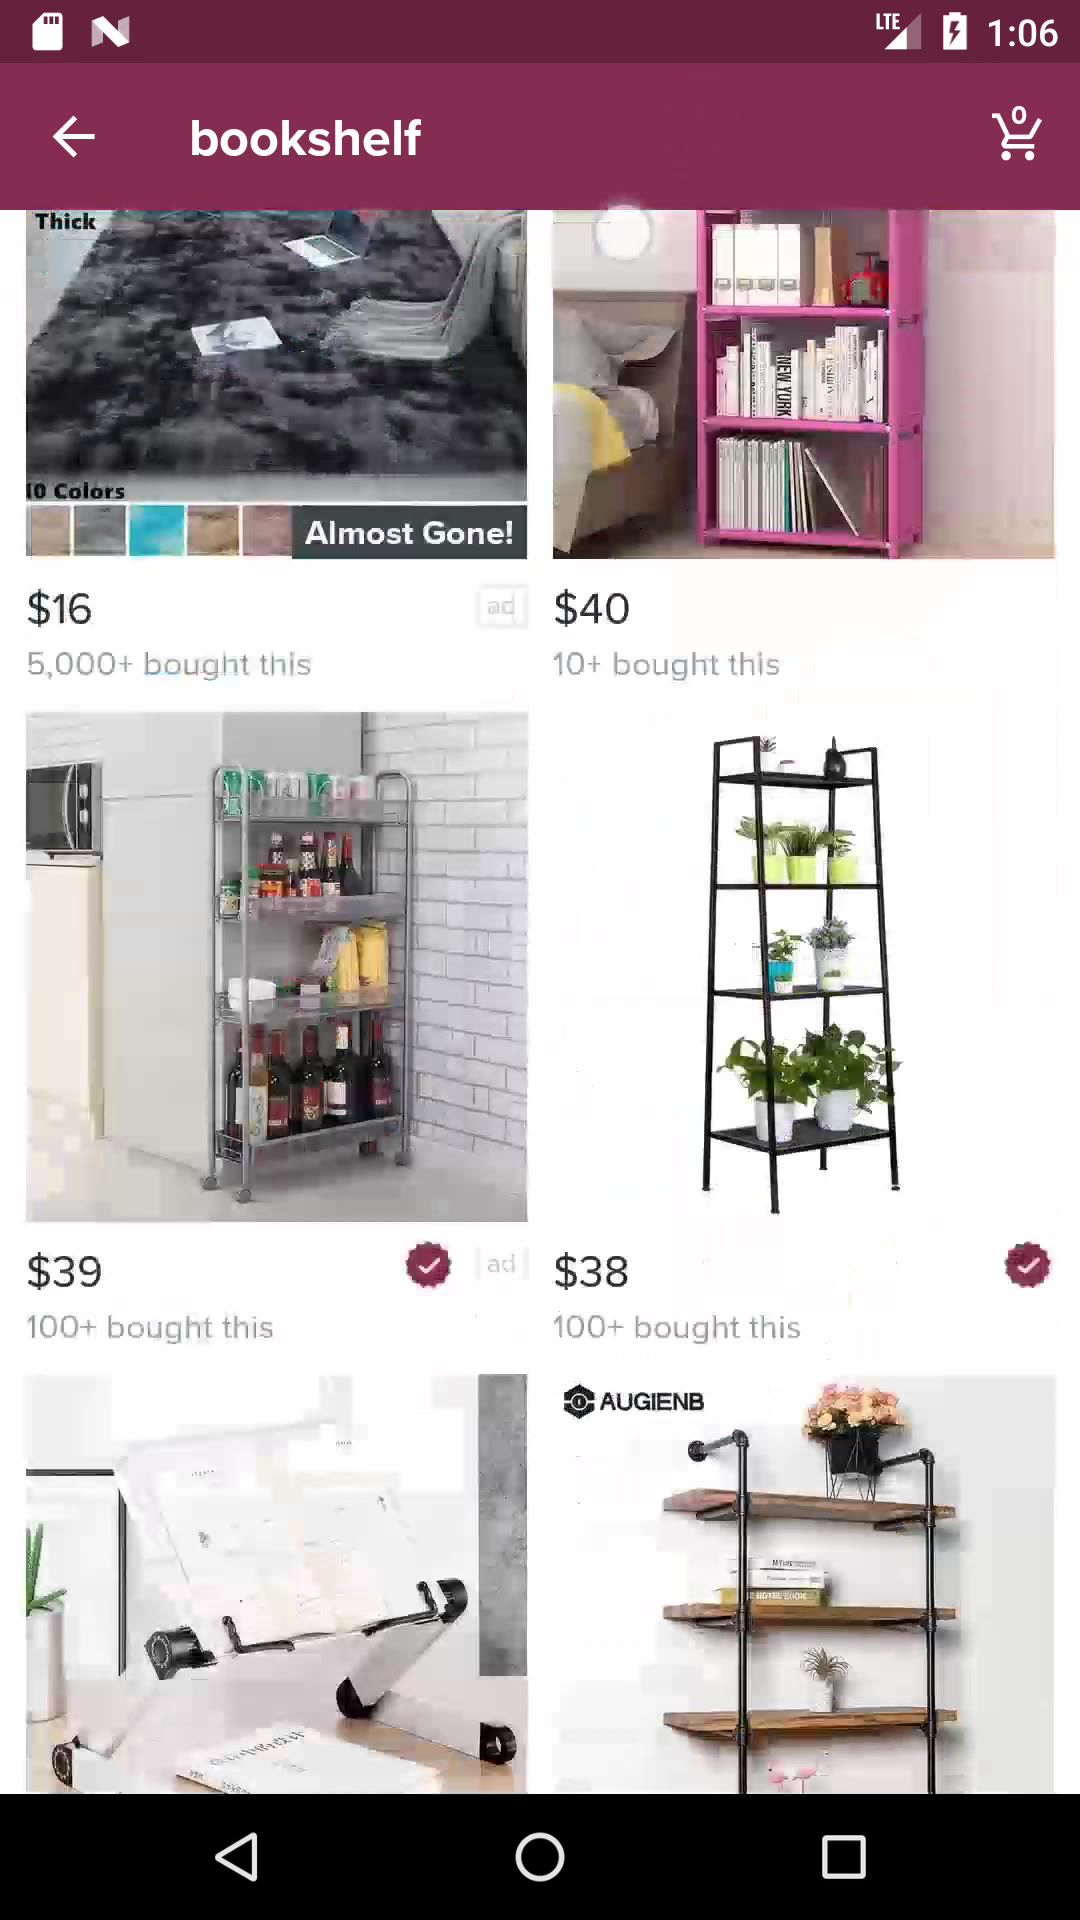 LTE 1:06
bookshelf
0
Thick
NEW YORK
10 Colors
Almost Gone!
$16
ad
$40
5,000+ bought this
10+ bought this
$39
ad
$38
100+ bought this
100+ bought this
AUGIENB